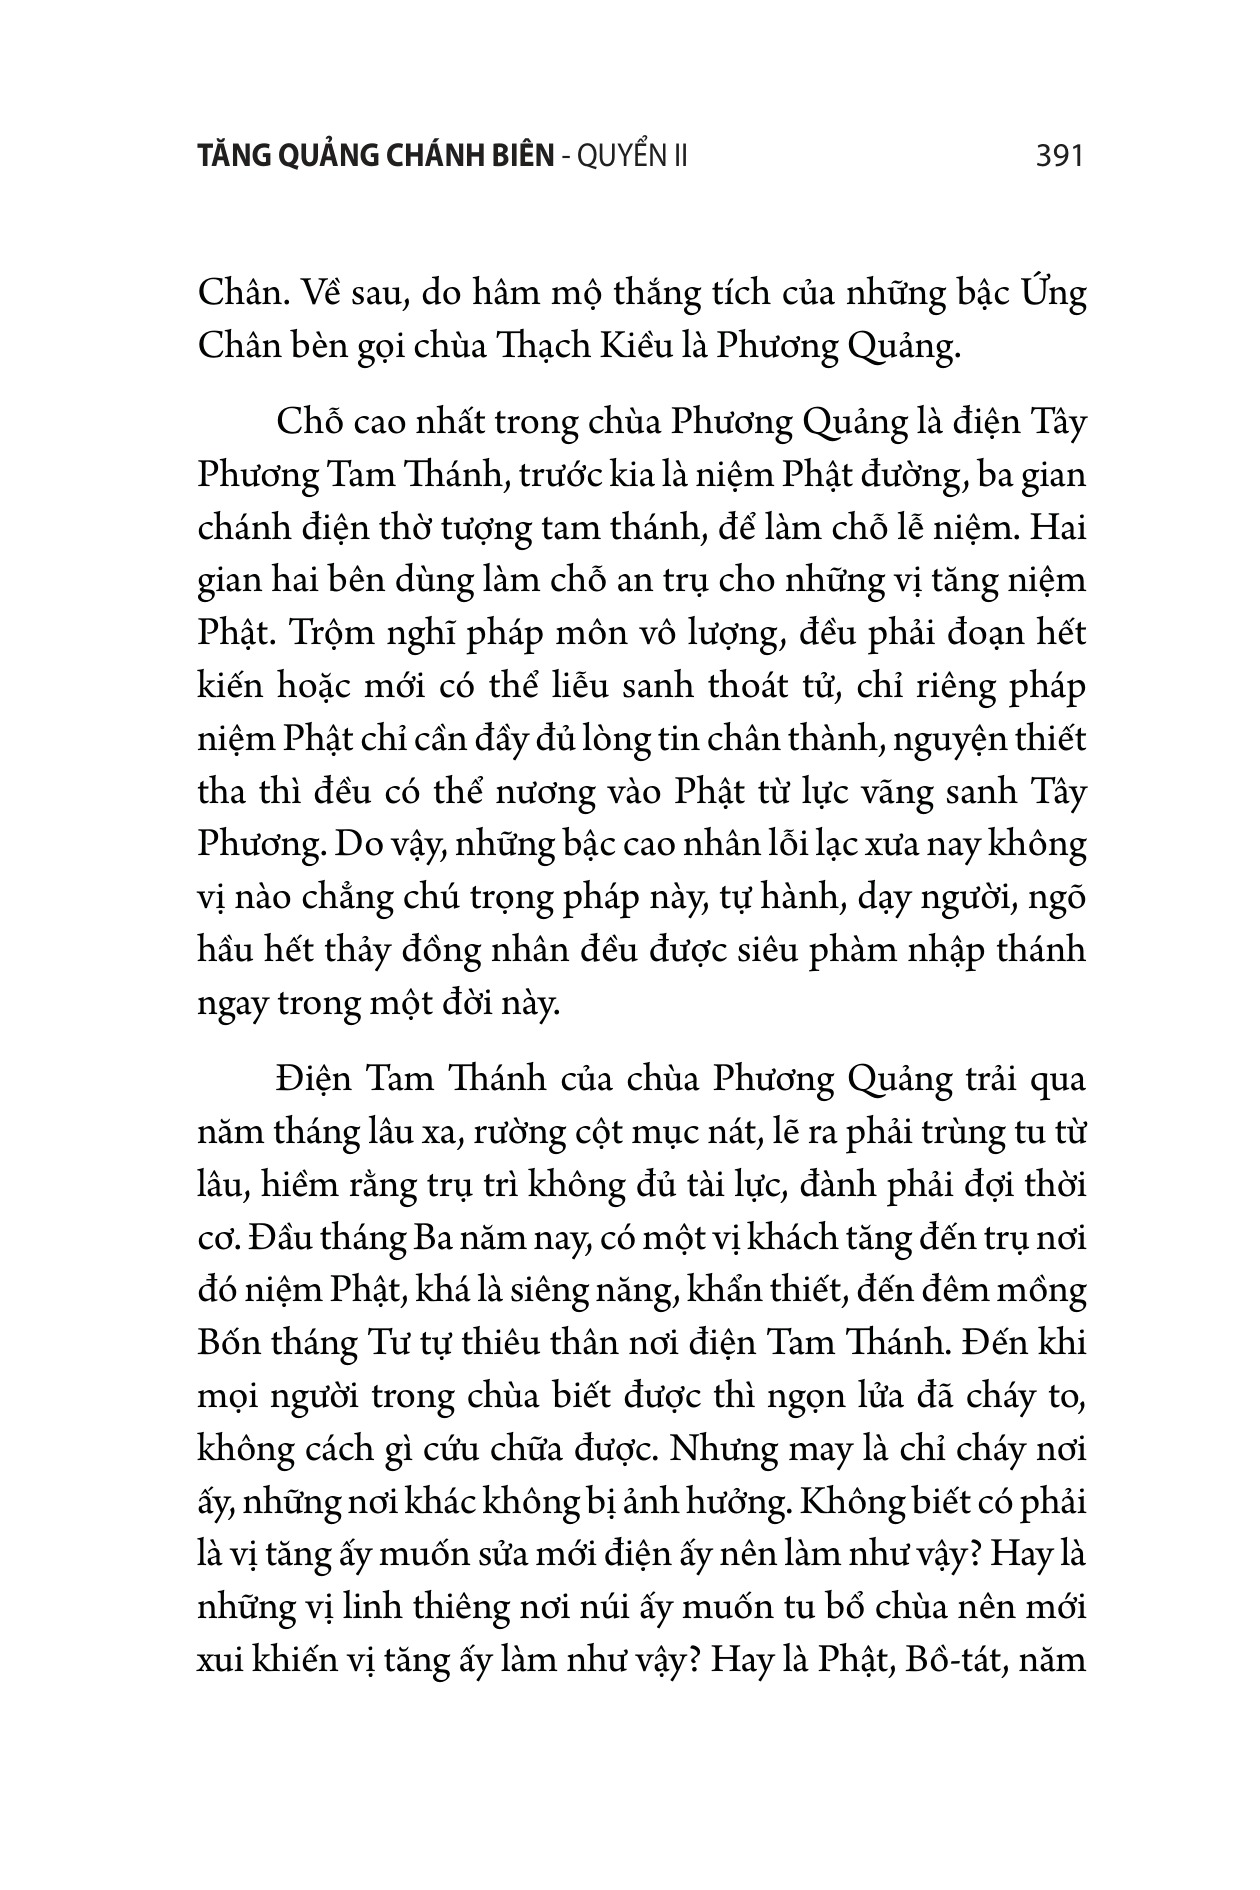 TĂNG QUẢNG CHÁNH BIÊN - QUYỂN II 391
Chân. Về sau, do hâm mộ thắng tích của những bậc Ứng
Chân bèn gọi chùa Thạch Kiều là Phương Quảng.
Chỗ cao nhất trong chùa Phương Quảng là điện Tây
Phương Tam Thánh, trước kia là niệm Phật đường, ba gian
chánh điện thờ tượng tam thánh, để làm chỗ lễ niệm. Hai
gian hai bên dùng làm chỗ an trụ cho những vị tăng niệm
Phật. Trộm nghĩ pháp môn vô lượng, đều phải đoạn hết
kiến hoặc mới có thể liễu sanh thoát tử, chỉ riêng pháp
niệm Phật chỉ cần đầy đủ lòng tin chân thành, nguyện thiết
tha thì đều có thể nương vào Phật từ lực vãng sanh Tây
Phương. Do vậy, những bậc cao nhân lỗi lạc xưa nay không
vị nào chẳng chú trọng pháp này, tự hành, dạy người, ngõ
hầu hết thảy đồng nhân đều được siêu phàm nhập thánh
ngay trong một đời này.
Điện Tam Thánh của chùa Phương Quảng trải qua
năm tháng lâu xa, rường cột mục nát, lẽ ra phải trùng tu từ
lâu, hiềm rằng trụ trì không đủ tài lực, đành phải đợi thời
cơ. Đầu tháng Ba năm nay, có một vị khách tăng đến trụ nơi
đó niệm Phật, khá là siêng năng, khẩn thiết, đến đêm mồng
Bốn tháng Tư tự thiêu thân nơi điện Tam Thánh. Đến khi
mọi người trong chùa biết được thì ngọn lửa đã cháy to,
không cách gì cứu chữa được. Nhưng may là chỉ cháy nơi
ấy, những nơi khác không bị ảnh hưởng. Không biết có phải
là vị tăng ấy muốn sửa mới điện ấy nên làm như vậy? Hay là
những vị linh thiêng nơi núi ấy muốn tu bổ chùa nên mới
xui khiến vị tăng ấy làm như vậy? Hay là Phật, Bồ-tát, năm